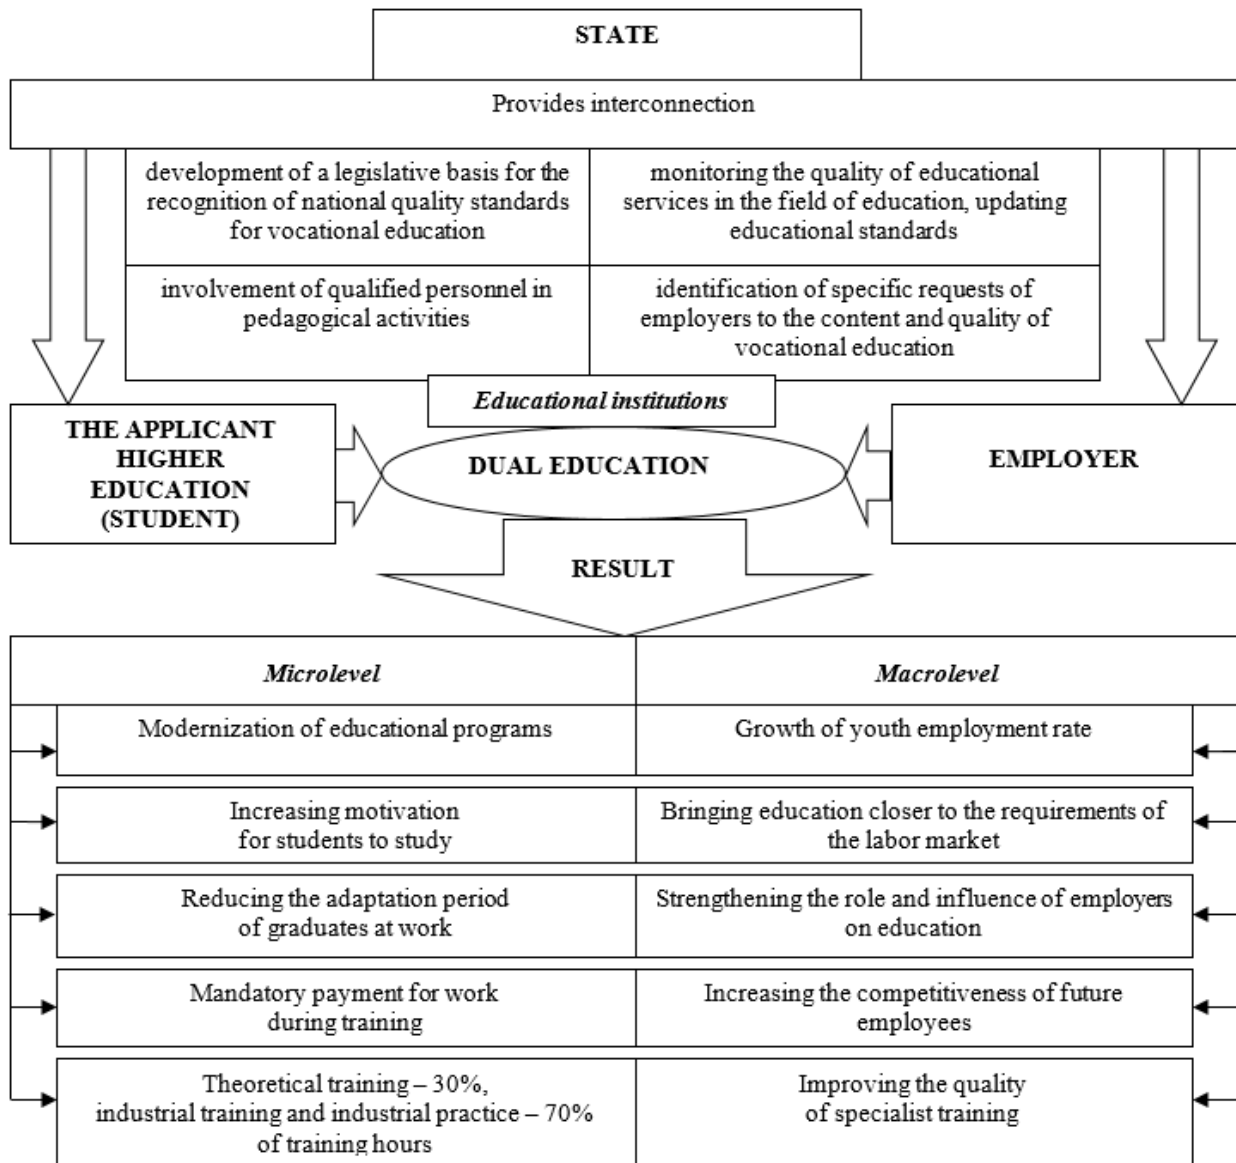 STATE
Provides interconnection
development of a legislative basis for the
recognition of national quality standards
for vocational education
monitoring the quality of educational
services in the field of education, updating
educational standards
involvement of qualified personnel in
pedagogical activities
identification of specific requests of
employers to the content and quality of
vocational education
Educational institutions
THE APPLICANT
HIGHER
EDUCATION
(STUDENT)
DUAL EDUCATION
EMPLOYER
RESULT
Microlevel
Macrolevel
Modernization of educational programs
Growth of youth employment rate
Increasing motivation
for students to study
Bringing education closer to the requirements of
the labor market
Reducing the adaptation period
of graduates at work
Strengthening the role and influence of employers
on education
Mandatory payment for work
during training
Increasing the competitiveness of future
employees
Theoretical training – 30%,
industrial training and industrial practice – 70%
of training hours
Improving the quality
of specialist training